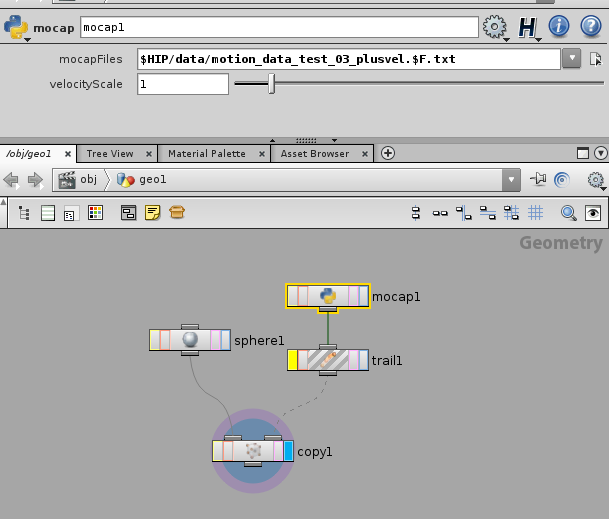 mocap mocap1
mocapFiles $HIP/data/motion_data_test_03_plusvel.$F.txt
velocityScale 1
/obj/geo1 × Tree View × Material Palette × Asset Browser ×
obj geo1
Geometry
mocap1
sphere1
trail1
copy1